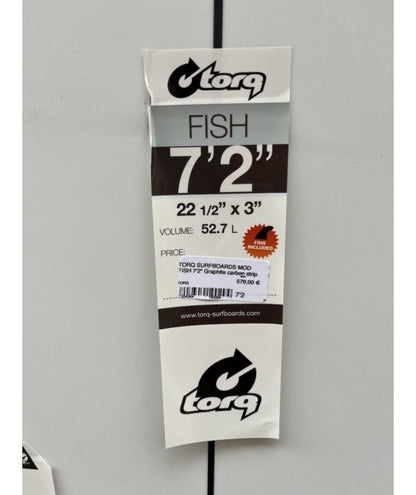 torq
FISH
7'2"
22 1/2" x 3"
VOLUME: 52.7 L
FINS
INCLUDED
PRICE:
TORQ SURFBOARDS MOD
FISH 7'2" Graphite carbon strip
TORQ
579,00 €
7'2
www.torq-surfboards.com
torq